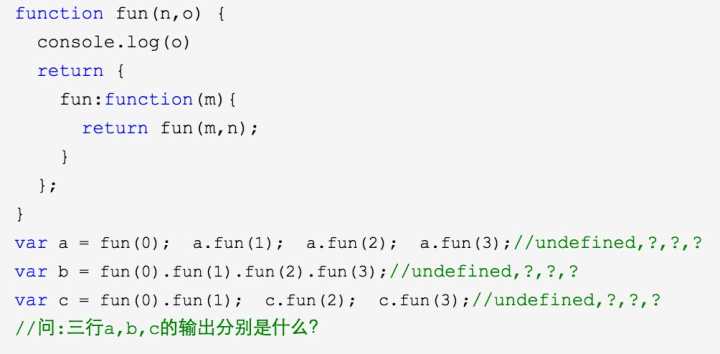 function fun(n,o) {
  console.log(o)
  return {
    fun:function(m){
      return fun(m,n);
    }
  };
}
var a = fun(0);  a.fun(1);  a.fun(2);  a.fun(3);//undefined,?,?,?
var b = fun(0).fun(1).fun(2).fun(3);//undefined,?,?,?
var c = fun(0).fun(1);  c.fun(2);  c.fun(3);//undefined,?,?,?
//问:三行a,b,c的输出分别是什么?